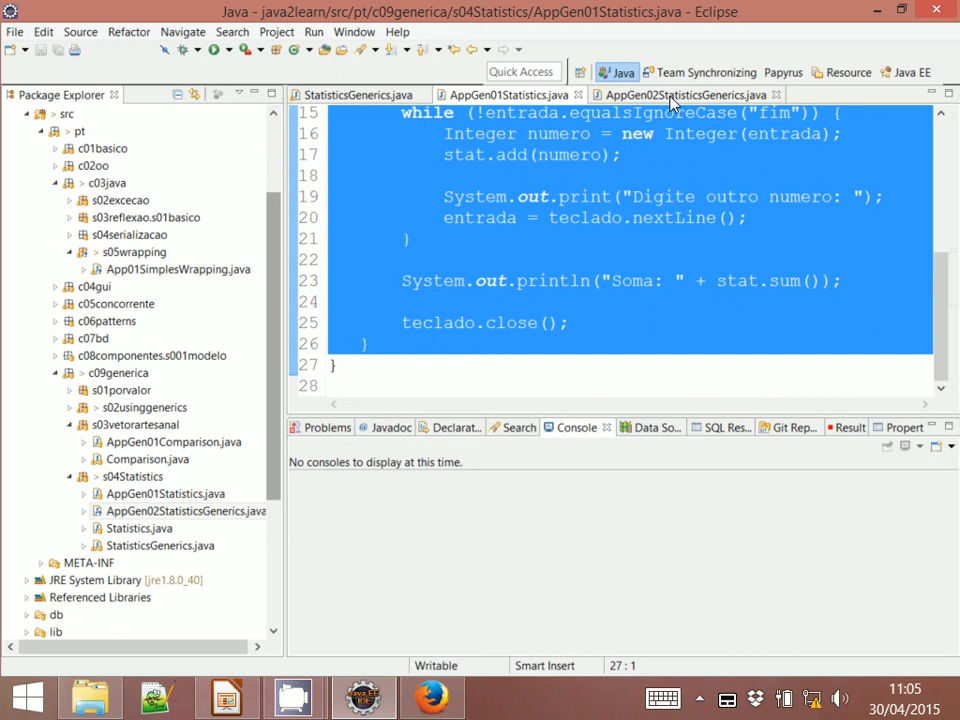 Java - java2learn/src/pt/c09generica/s04Statistics/AppGen01Statistics.java - Eclipse
File Edit Source Refactor Navigate Search Project Run Window Help
Quick Access Java Team Synchronizing Papyrus Resource Java EE
Package Explorer
StatisticsGenerics.java AppGen01Statistics.java AppGen02StatisticsGenerics.java
> src
> pt
c01basico
c02oo
> c03java
s02excecao
s03reflexao.s01basico
s04serializacao
> s05wrapping
App01SimplesWrapping.java
c04gui
c05concorrente
c06patterns
c07bd
c08componentes.s001modelo
> c09generica
s01porvalor
> s02usinggenerics
s03vetorartesanal
AppGen01Comparison.java
Comparison.java
> s04Statistics
AppGen01Statistics.java
AppGen02StatisticsGenerics.java
Statistics.java
StatisticsGenerics.java
META-INF
JRE System Library [jre1.8.0_40]
Referenced Libraries
db
lib
15 while (!entrada.equalsIgnoreCase("fim")) {
16 Integer numero = new Integer(entrada);
17 stat.add(numero);
18
19 System.out.print("Digite outro numero: ");
20 entrada = teclado.nextLine();
21 }
22
23 System.out.println("Soma: " + stat.sum());
24
25 teclado.close();
26 }
27 }
28
Problems @ Javadoc Declarat... Search Console Data So... SQL Res... Git Rep... Result Propert
No consoles to display at this time.
Writable Smart Insert 27 : 1
Java EE
IDE
11:05
30/04/2015